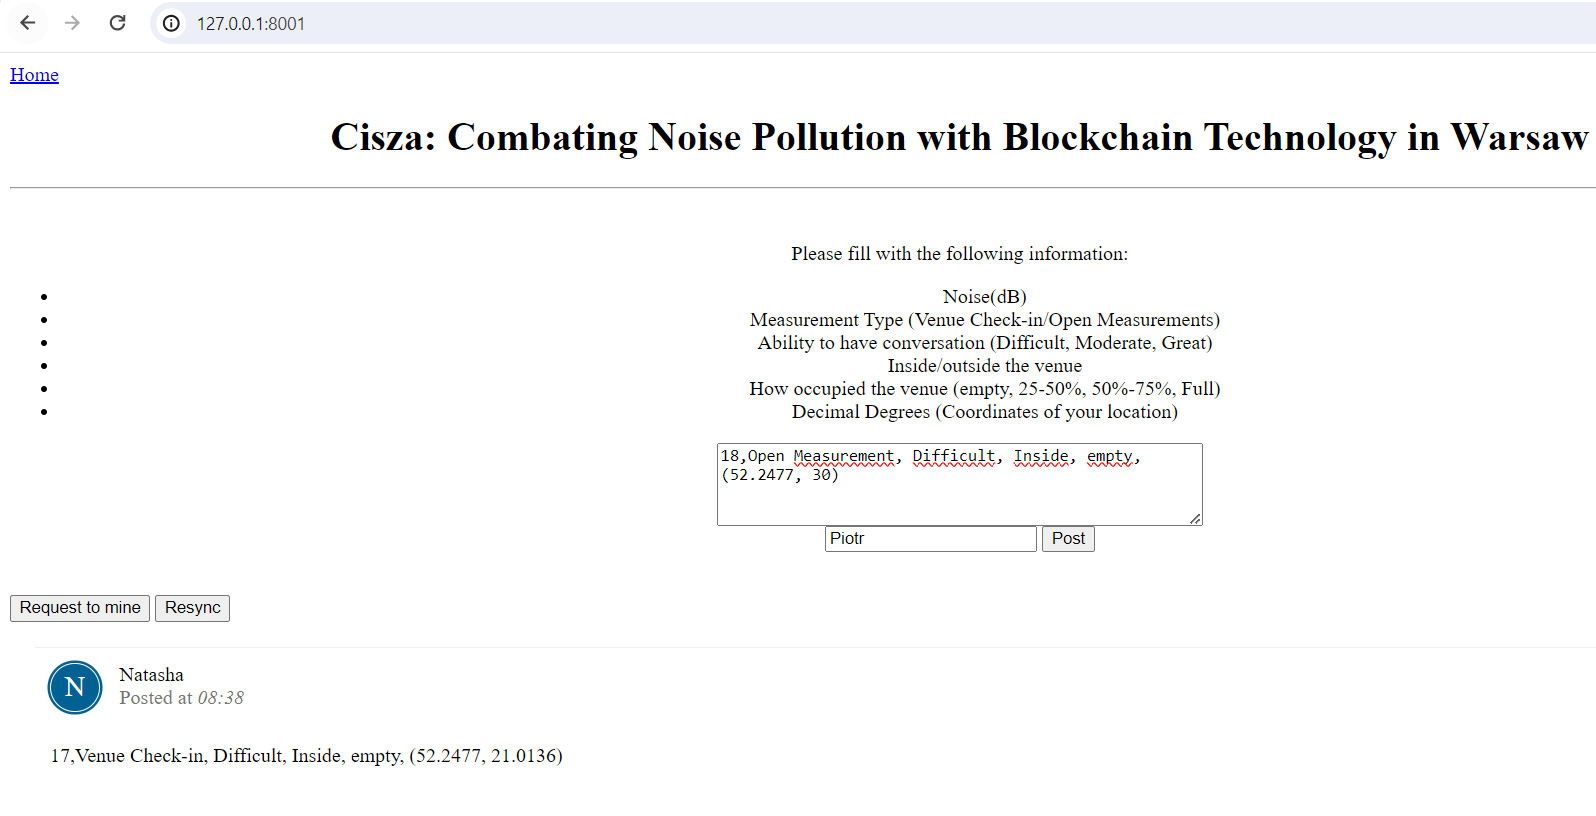 127.0.0.1:8001
Home
Cisza: Combating Noise Pollution with Blockchain Technology in Warsaw
Please fill with the following information:
Noise(dB)
Measurement Type (Venue Check-in/Open Measurements)
Ability to have conversation (Difficult, Moderate, Great)
Inside/outside the venue
How occupied the venue (empty, 25-50%, 50%-75%, Full)
Decimal Degrees (Coordinates of your location)
18,Open Measurement, Difficult, Inside, empty,
(52.2477, 30)
Piotr Post
Request to mine Resync
N
Natasha
Posted at 08:38
17,Venue Check-in, Difficult, Inside, empty, (52.2477, 21.0136)